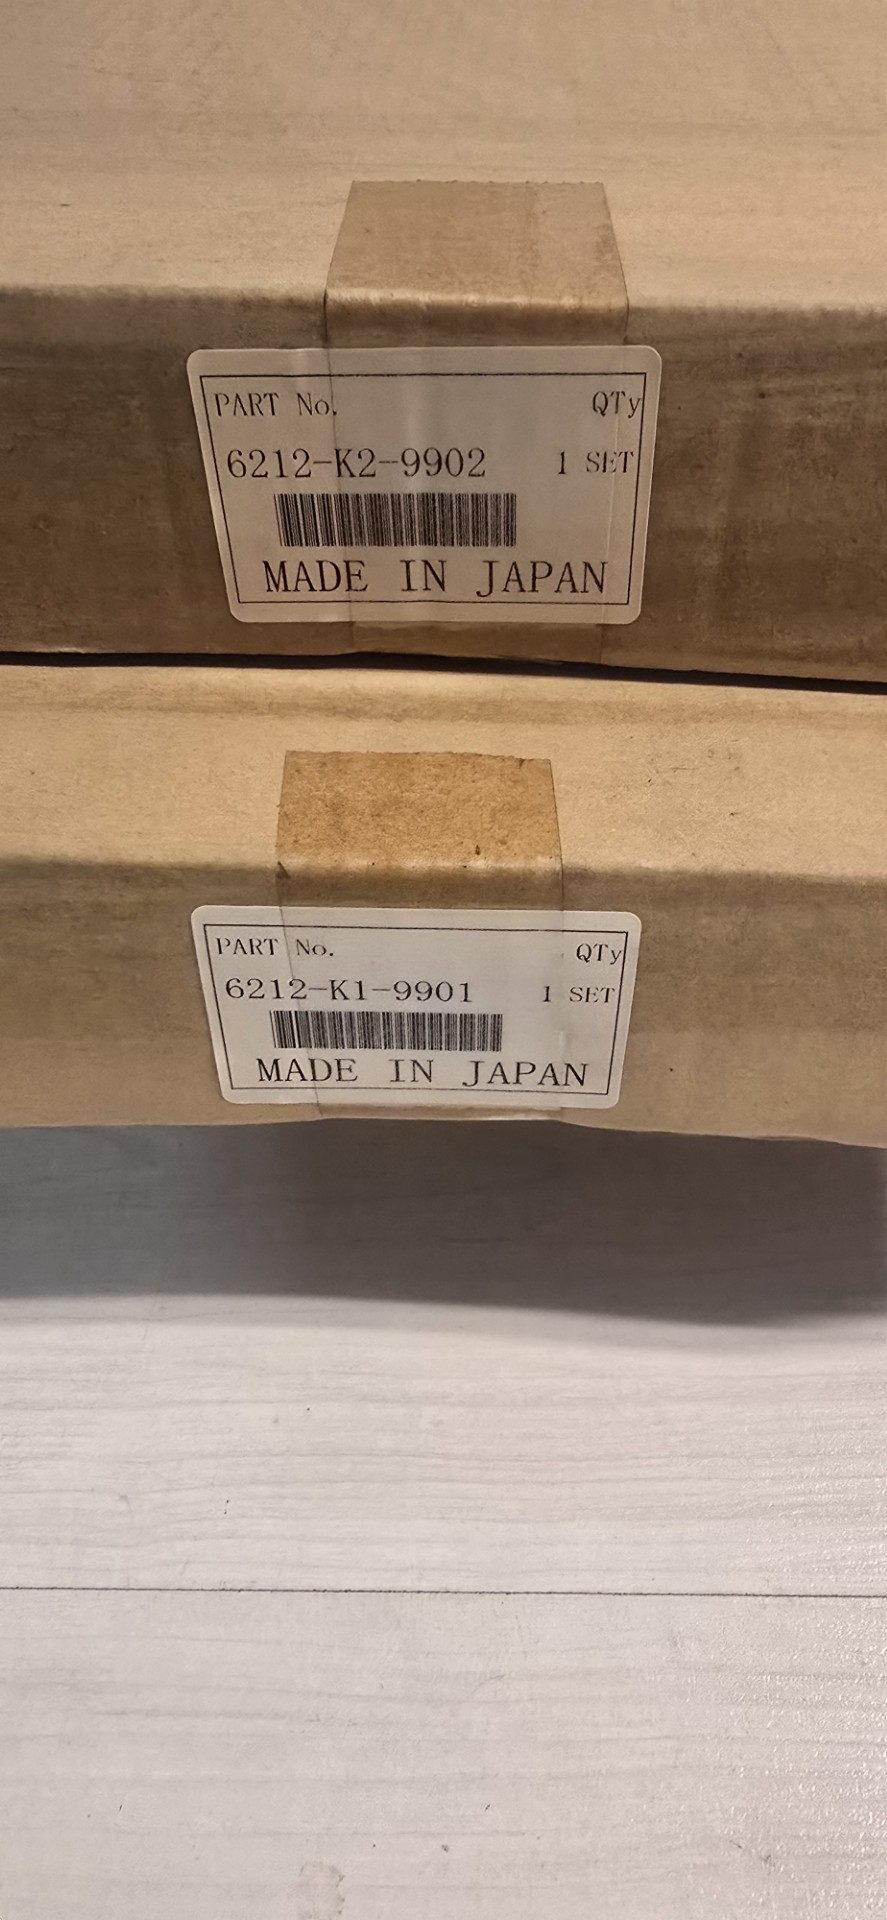 PART No. QTy
6212-K2-9902 1 SET
MADE IN JAPAN
PART No. QTy
6212-K1-9901 1 SET
MADE IN JAPAN